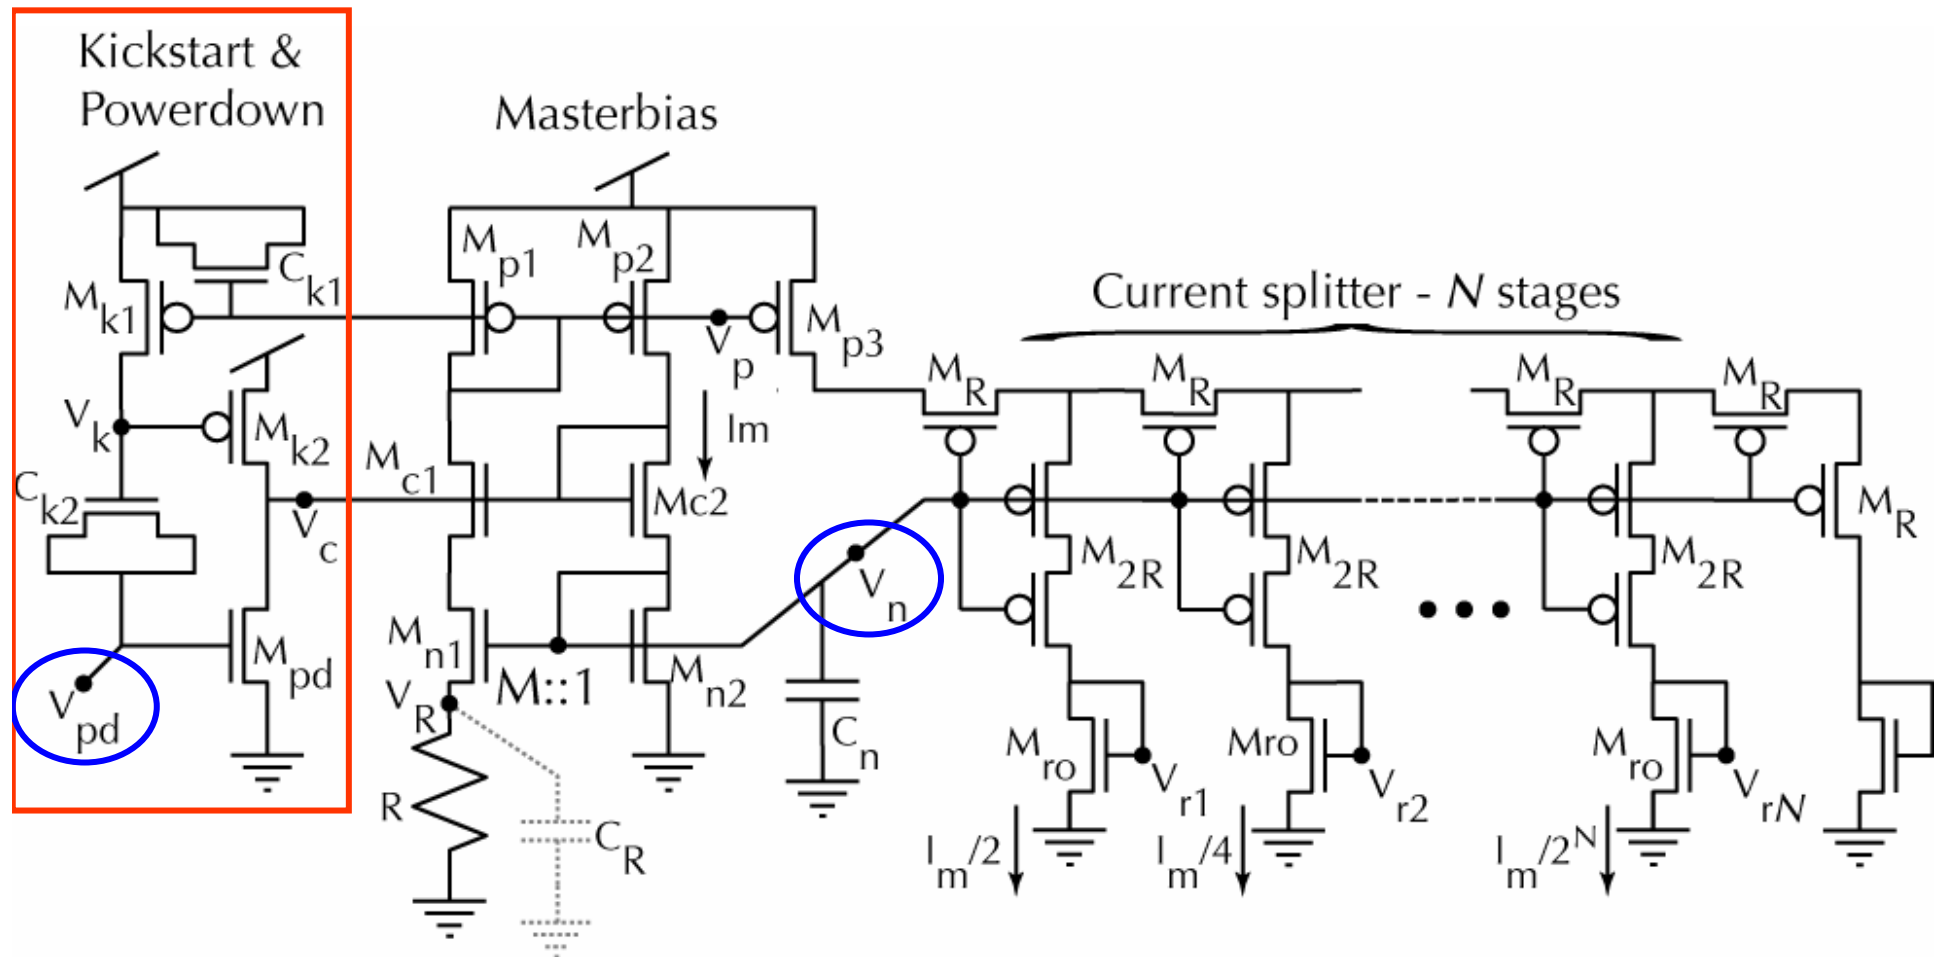 Kickstart &
Powerdown
Masterbias
Current splitter - N stages
Mk1
Ck1
Vk
Mk2
Ck2
Vc
Mpd
Vpd
Mp1
Mp2
Vp
Mp3
Im
Mc1
Mc2
Mn1
M::1
Mn2
VR
R
CR
Vn
Cn
MR
MR
MR
MR
MR
M2R
M2R
M2R
Mro
Vr1
Mro
Vr2
Mro
VrN
Im/2
Im/4
Im/2^N